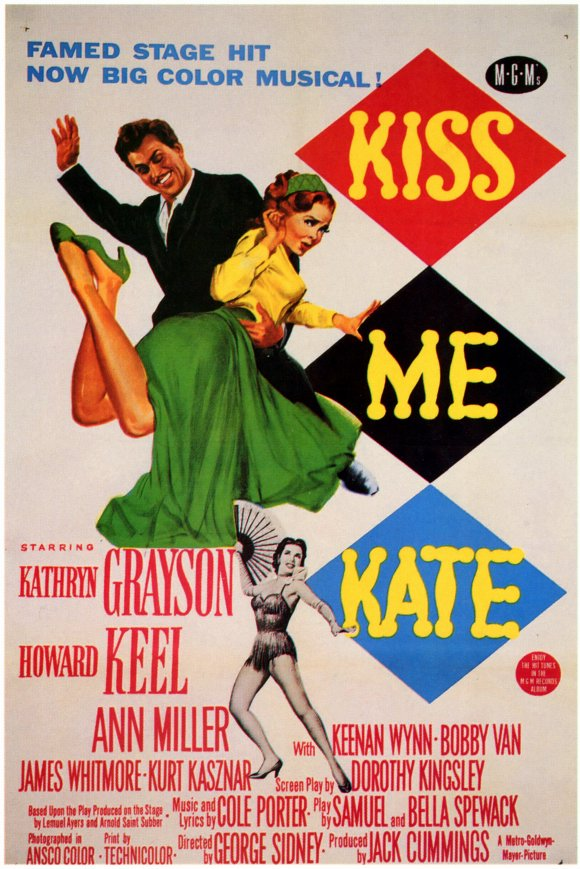 FAMED STAGE HIT
NOW BIG COLOR MUSICAL!
M·G·M's
KISS
ME
KATE
STARRING
KATHRYN GRAYSON
HOWARD KEEL
ANN MILLER
With KEENAN WYNN · BOBBY VAN
JAMES WHITMORE · KURT KASZNAR
Screen Play by DOROTHY KINGSLEY
ENJOY
THE HIT TUNES
IN THE
M G M RECORDS
ALBUM
Based Upon the Play Produced on the Stage
by Lemuel Ayers and Arnold Saint Subber ·
Music and Lyrics by COLE PORTER · Play by SAMUEL and BELLA SPEWACK
Photographed in ANSCO COLOR · Print by TECHNICOLOR · Directed by GEORGE SIDNEY · Produced by JACK CUMMINGS
A Metro-Goldwyn-
Mayer-Picture